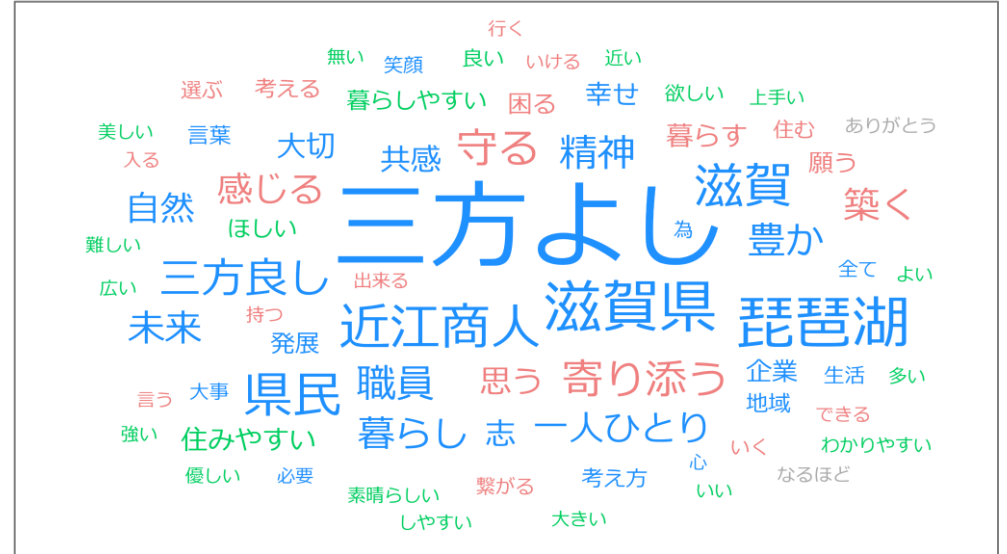 行く
無い 笑顔 良い いける 近い
選ぶ 考える 暮らしやすい 困る 幸せ 欲しい 上手い
美しい 言葉 大切 共感 守る 精神 暮らす 住む ありがとう
入る 感じる 三方よし 滋賀 願う 築く
自然 ほしい 為 豊か
難しい 三方良し 出来る 全て よい
広い 持つ 近江商人 滋賀県 琵琶湖
未来 発展
県民 職員 思う 寄り添う 企業 生活 多い
言う 大事 地域 できる
強い 住みやすい 暮らし 志 一人ひとり いく わかりやすい
優しい 必要 素晴らしい 繋がる 考え方 心 いい なるほど
しやすい 大きい